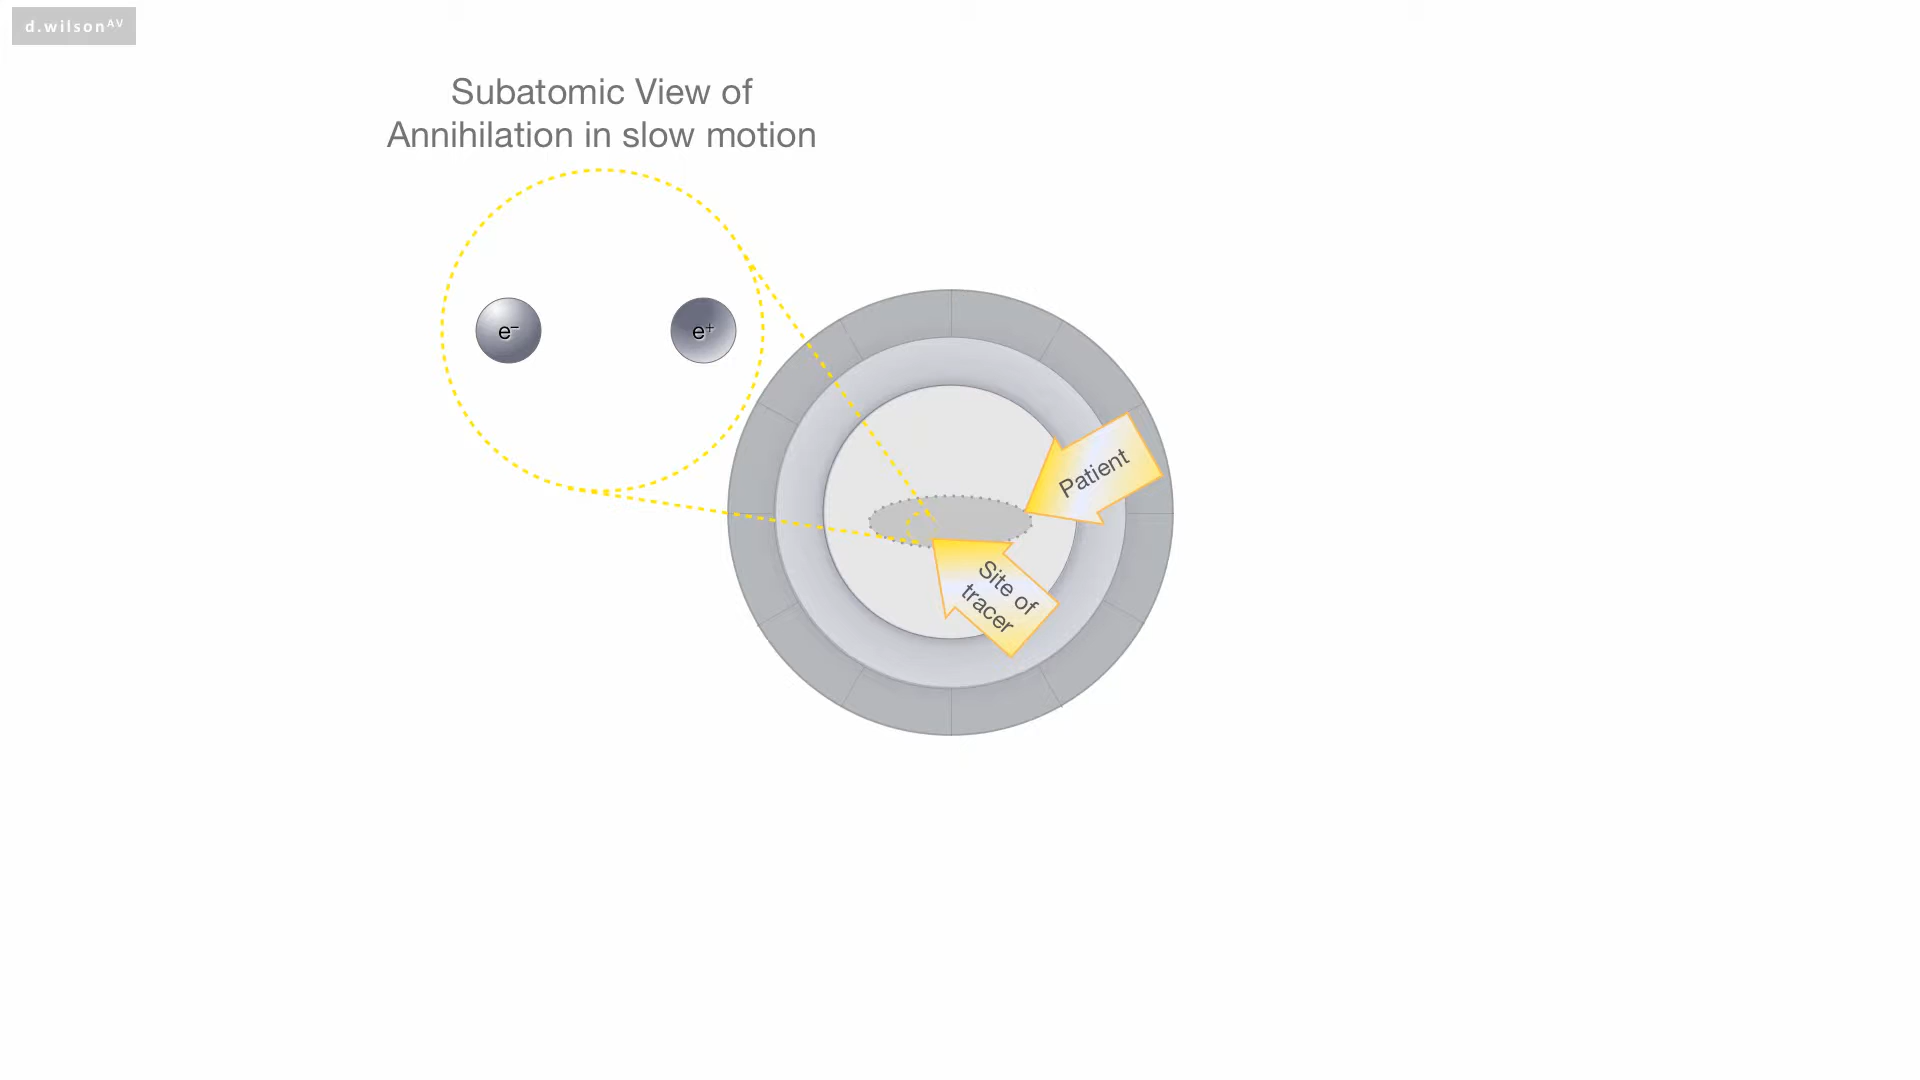 d.wilsonᴬⱽ
Subatomic View of
Annihilation in slow motion
e⁻
e⁺
Patient
Site of
tracer